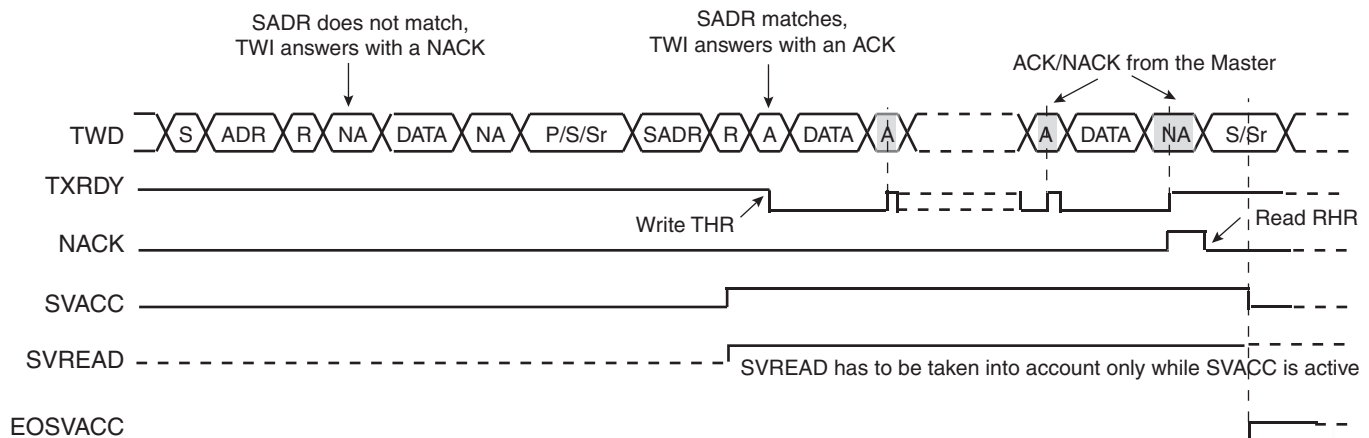 SADR does not match,
TWI answers with a NACK
SADR matches,
TWI answers with an ACK
ACK/NACK from the Master
TWD S ADR R NA DATA NA P/S/Sr SADR R A DATA A A DATA NA S/Sr
TXRDY
Write THR
Read RHR
NACK
SVACC
SVREAD
SVREAD has to be taken into account only while SVACC is active
EOSVACC